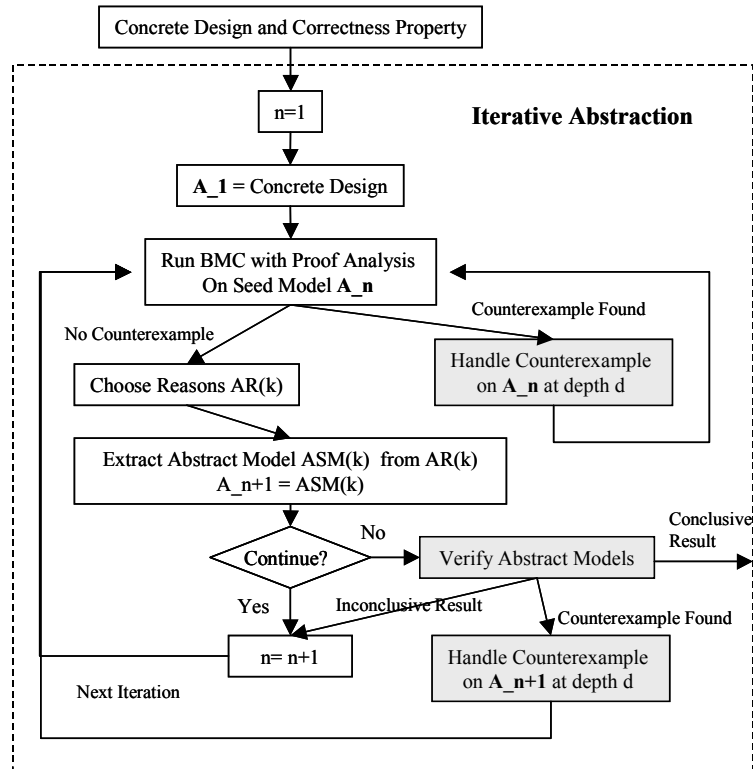 Concrete Design and Correctness Property
n=1
Iterative Abstraction
A_1 = Concrete Design
Run BMC with Proof Analysis
On Seed Model A_n
Counterexample Found
No Counterexample
Handle Counterexample
on A_n at depth d
Choose Reasons AR(k)
Extract Abstract Model ASM(k) from AR(k)
A_n+1 = ASM(k)
No
Conclusive
Result
Continue?
Verify Abstract Models
Yes
Inconclusive Result
Counterexample Found
n= n+1
Handle Counterexample
on A_n+1 at depth d
Next Iteration